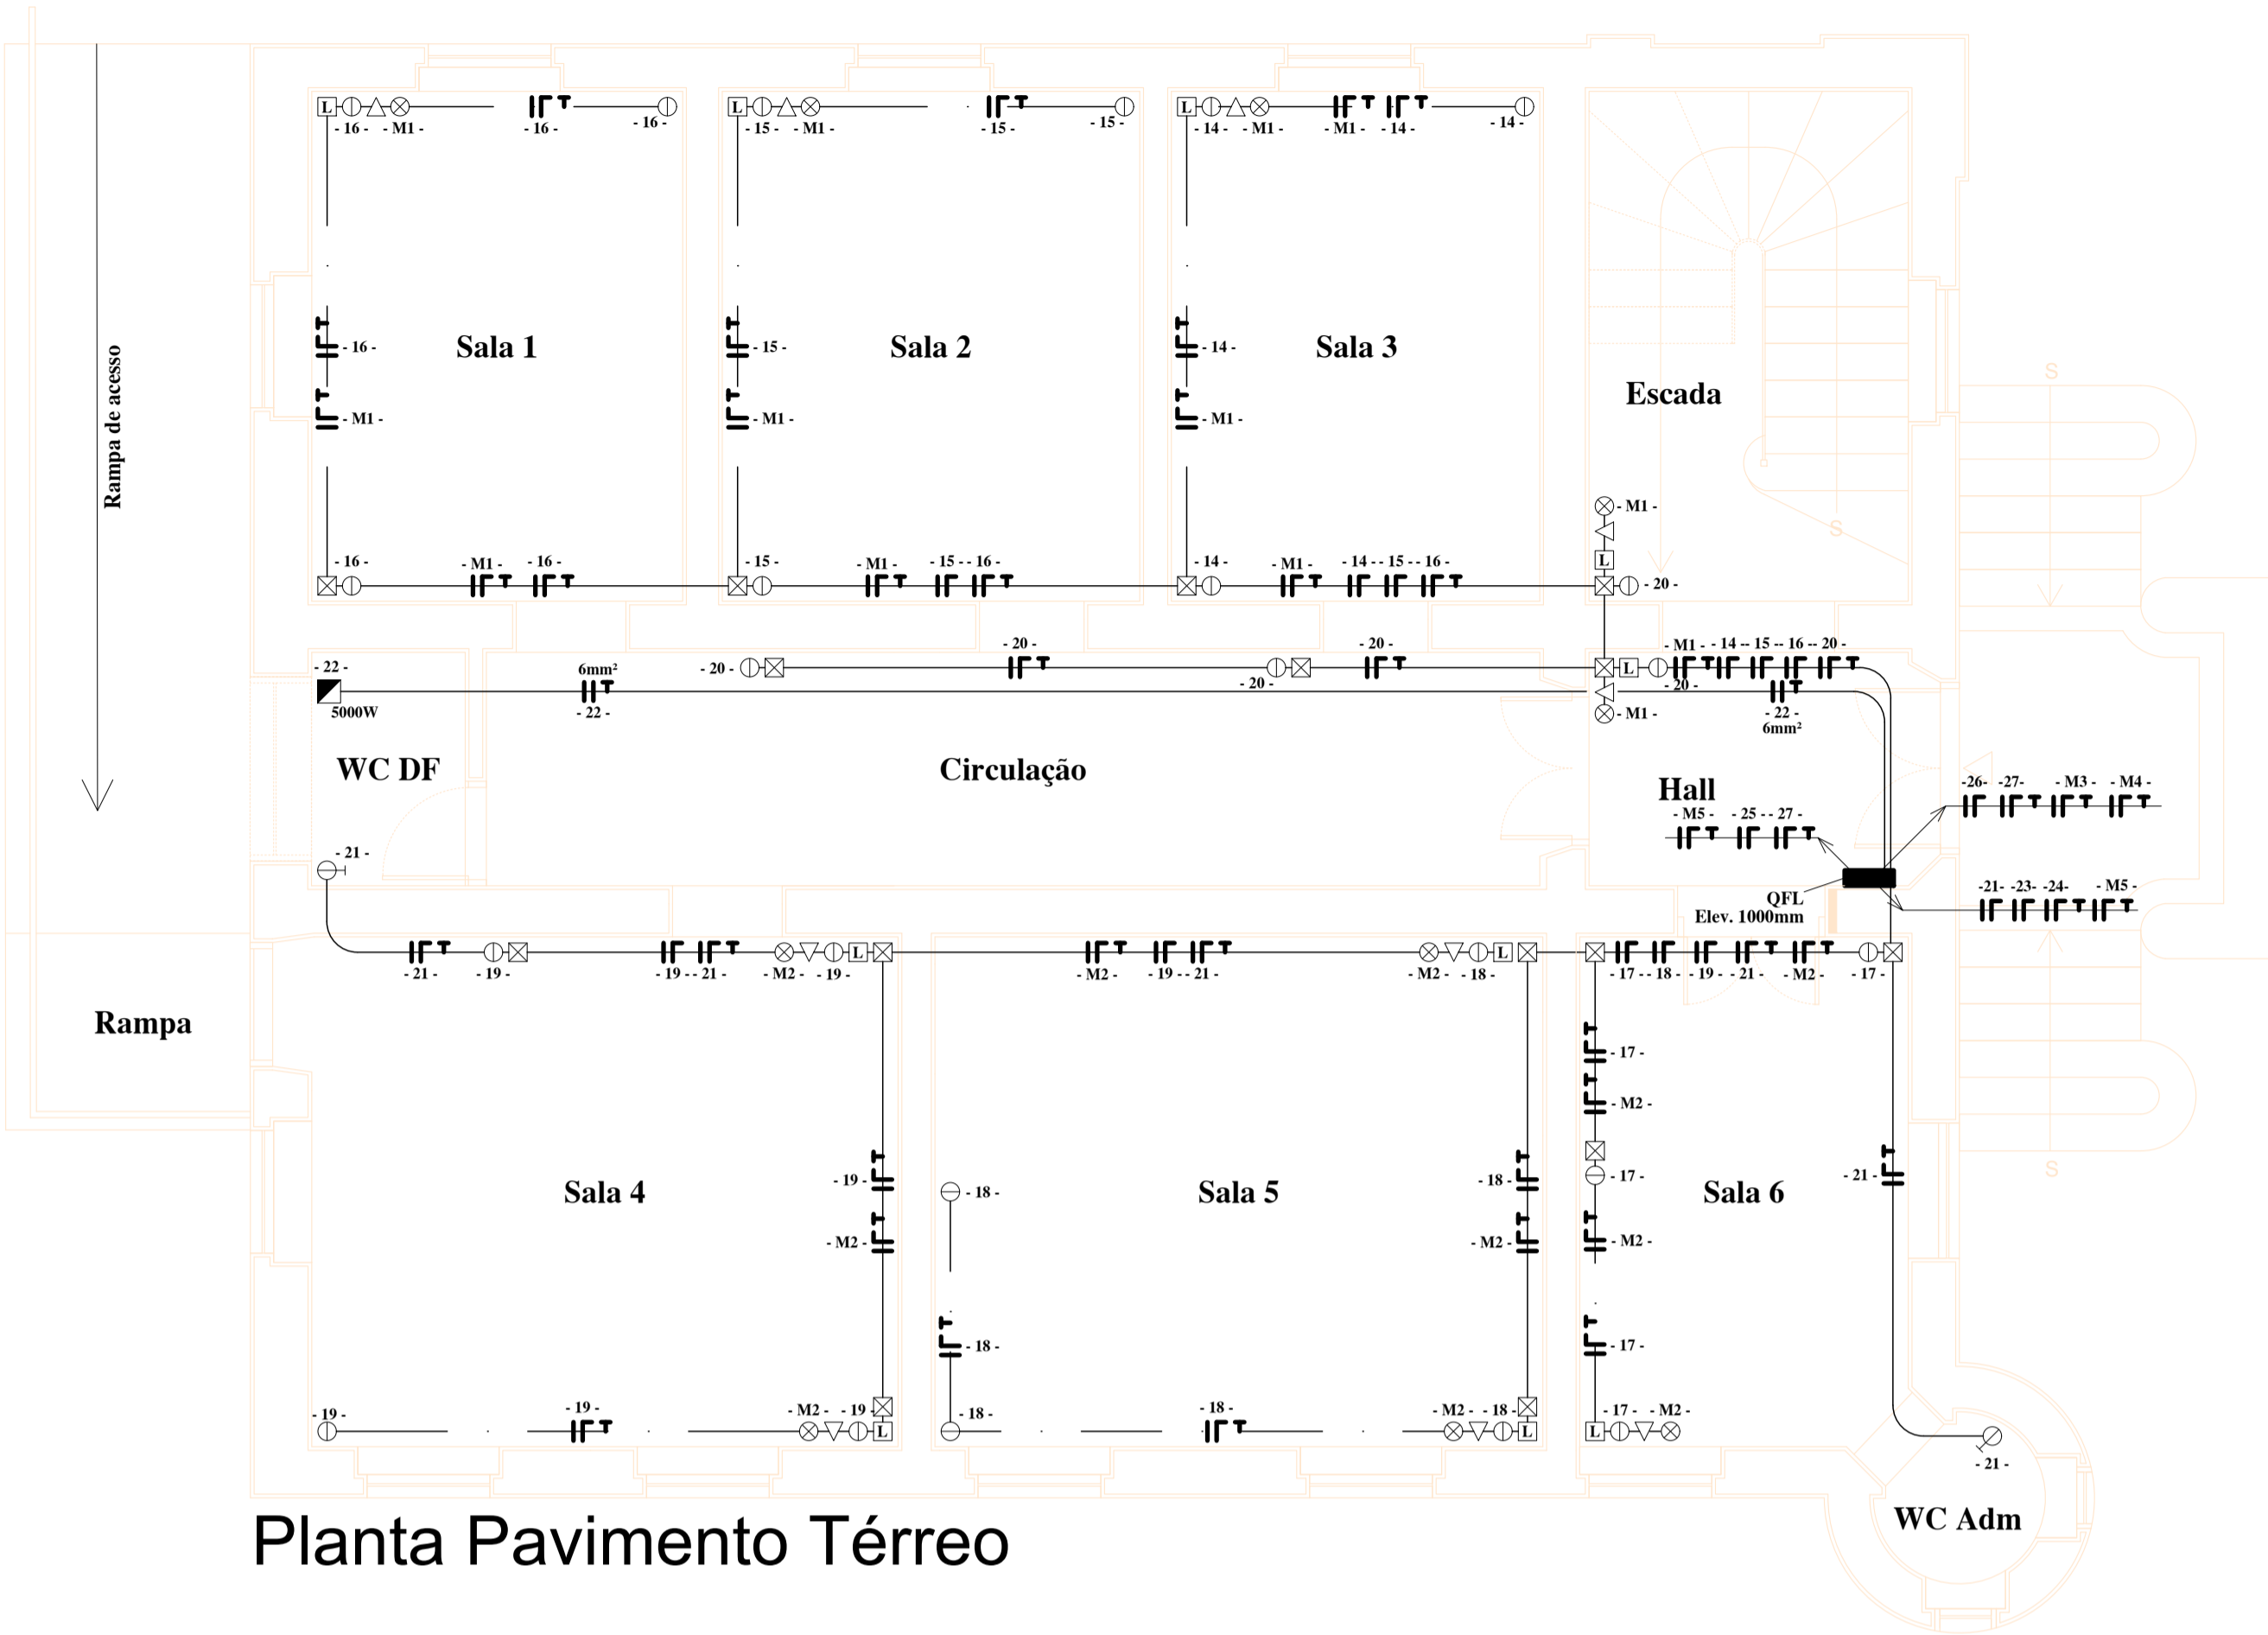 L L L
- 16 - - M1 - - 16 - - 16 -
- 15 - - M1 - - 15 - - 15 -
- 14 - - M1 - - M1 - - 14 - - 14 -
Rampa de acesso
Sala 1
- 16 -
- M1 -
Sala 2
- 15 -
- M1 -
Sala 3
- 14 -
- M1 -
Escada
S
S
- M1 -
L
- 16 - - M1 - - 16 -
- 15 - - M1 - - 15 -- 16 -
- 14 - - M1 - - 14 -- 15 -- 16 -
- 20 -
- 22 -
5000W
6mm²
- 22 -
- 20 -
- 20 -
- 20 -
- 20 -
L
- M1 - - 14 -- 15 -- 16 -- 20 -
- 20 -
- M1 -
- 22 -
6mm²
WC DF
Circulação
Hall
- M5 - - 25 -- 27 -
-26- -27- - M3 - - M4 -
- 21 -
QFL
Elev. 1000mm
-21- -23- -24- - M5 -
L L
- 21 - - 19 - - 19 -- 21 - - M2 - - 19 -
- M2 - - 19 -- 21 - - M2 - - 18 -
- 17 -- 18 - - 19 - - 21 - - M2 - - 17 -
Rampa
- 17 -
- M2 -
Sala 4
- 19 -
- M2 -
- 18 -
Sala 5
- 18 -
- M2 -
- 17 -
Sala 6
- M2 -
- 21 -
S
- 18 -
- 17 -
- 19 - - 19 - - M2 - - 19 -
L
- 18 - - 18 - - M2 - - 18 -
L
- 17 - - M2 -
L
- 21 -
WC Adm
Planta Pavimento Térreo